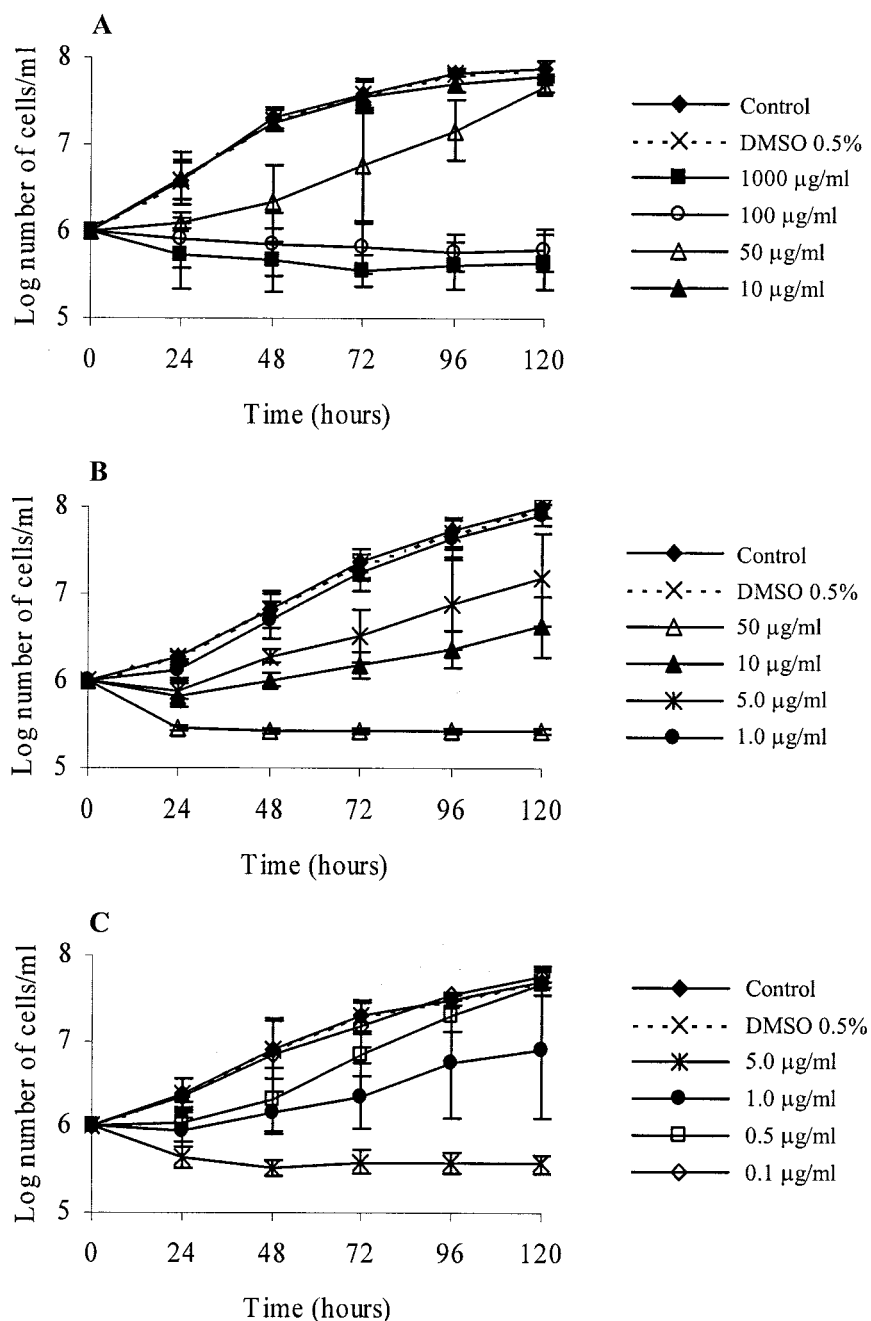 A
Log number of cells/ml
8
7
6
5
0 24 48 72 96 120
Time (hours)
Control
DMSO 0.5%
1000 µg/ml
100 µg/ml
50 µg/ml
10 µg/ml
B
Log number of cells/ml
8
7
6
5
0 24 48 72 96 120
Time (hours)
Control
DMSO 0.5%
50 µg/ml
10 µg/ml
5.0 µg/ml
1.0 µg/ml
C
Log number of cells/ml
8
7
6
5
0 24 48 72 96 120
Time (hours)
Control
DMSO 0.5%
5.0 µg/ml
1.0 µg/ml
0.5 µg/ml
0.1 µg/ml